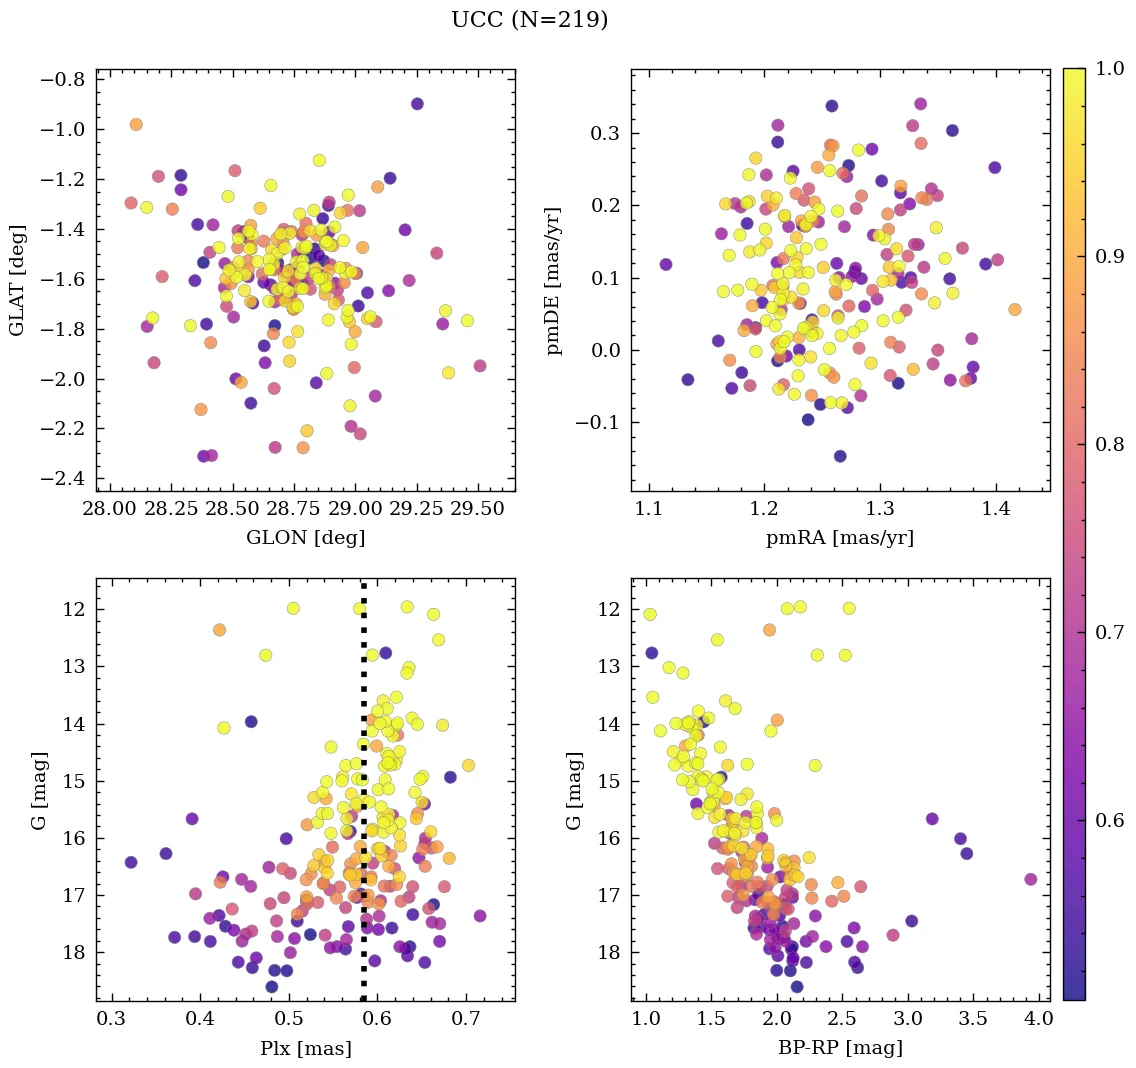 UCC (N=219)
−0.8
−1.0
−1.2
−1.4
−1.6
−1.8
−2.0
−2.2
−2.4
GLAT [deg]
28.00 28.25 28.50 28.75 29.00 29.25 29.50
GLON [deg]
0.3
0.2
0.1
0.0
−0.1
pmDE [mas/yr]
1.1 1.2 1.3 1.4
pmRA [mas/yr]
12
13
14
15
16
17
18
G [mag]
0.3 0.4 0.5 0.6 0.7
Plx [mas]
12
13
14
15
16
17
18
G [mag]
1.0 1.5 2.0 2.5 3.0 3.5 4.0
BP-RP [mag]
1.0
0.9
0.8
0.7
0.6